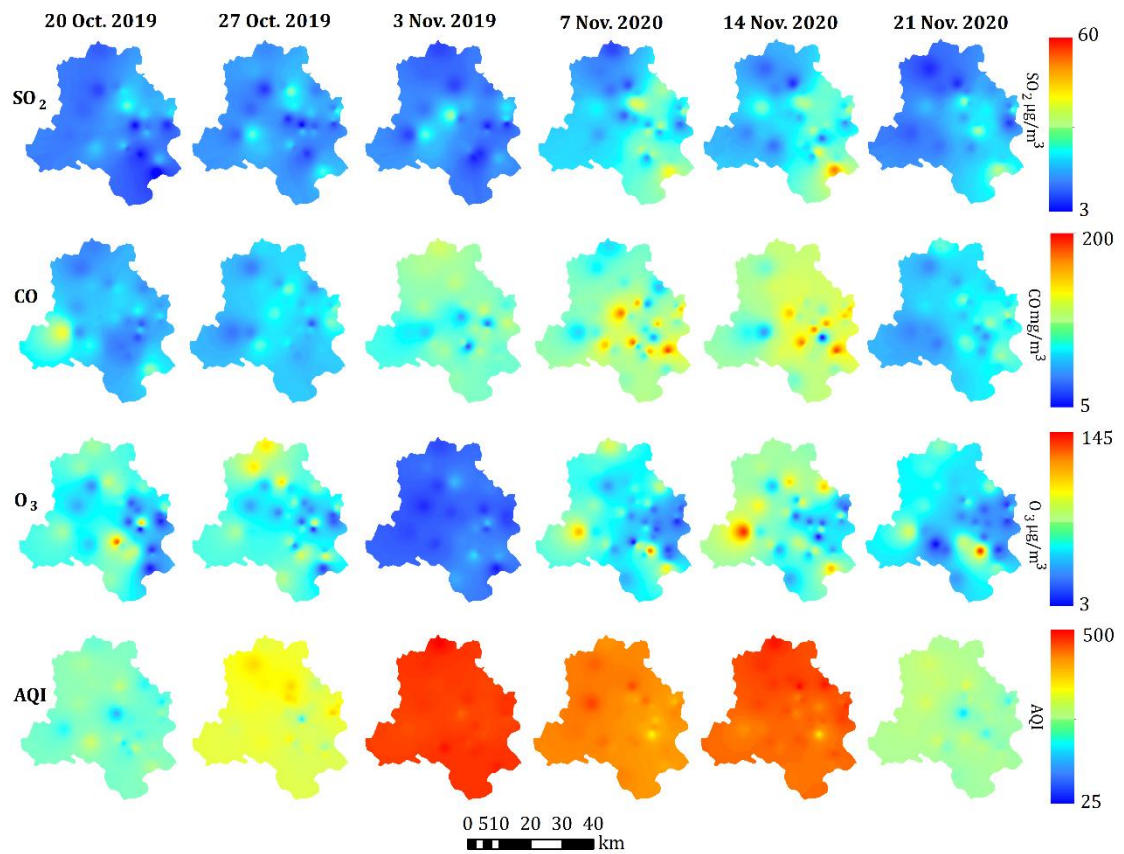 20 Oct. 2019 27 Oct. 2019 3 Nov. 2019 7 Nov. 2020 14 Nov. 2020 21 Nov. 2020
60
SO2
SO2 µg/m3
3
200
CO
COmg/m3
5
145
O3
O3 µg/m3
3
500
AQI
AQI
25
0 510 20 30 40
km